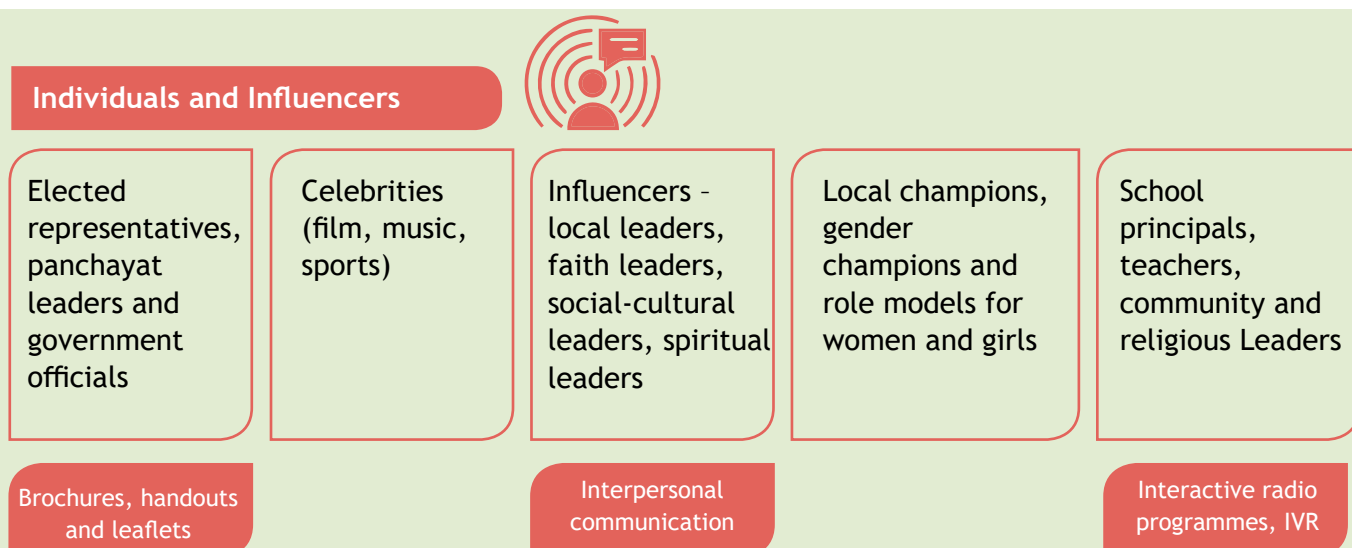 Individuals and Influencers
Elected
representatives,
panchayat
leaders and
government
officials
Celebrities
(film, music,
sports)
Influencers –
local leaders,
faith leaders,
social-cultural
leaders, spiritual
leaders
Local champions,
gender
champions and
role models for
women and girls
School
principals,
teachers,
community and
religious Leaders
Brochures, handouts
and leaflets
Interpersonal
communication
Interactive radio
programmes, IVR